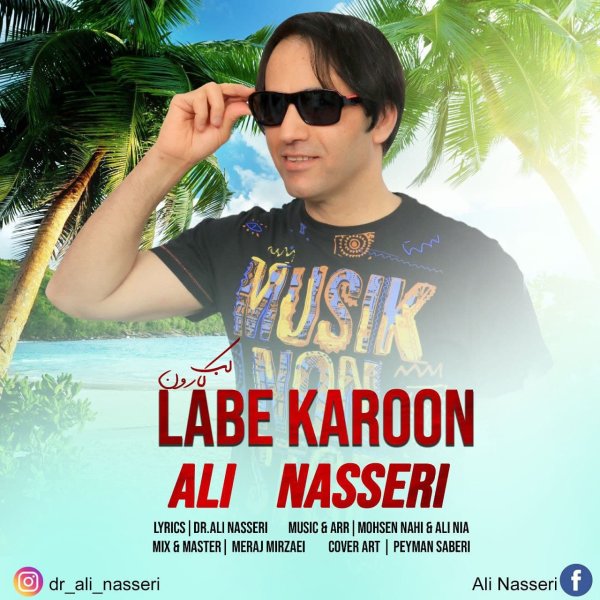 MUSIK
NON
لب کارون
LABE KAROON
ALI NASSERI
LYRICS | DR.ALI NASSERI MUSIC & ARR | MOHSEN NAHI & ALI NIA
MIX & MASTER | MERAJ MIRZAEI COVER ART | PEYMAN SABERI
dr_ali_nasseri Ali Nasseri